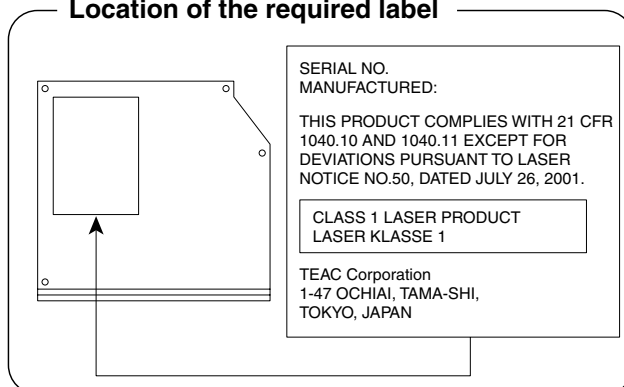 Location of the required label
SERIAL NO.
MANUFACTURED:
THIS PRODUCT COMPLIES WITH 21 CFR
1040.10 AND 1040.11 EXCEPT FOR
DEVIATIONS PURSUANT TO LASER
NOTICE NO.50, DATED JULY 26, 2001.
CLASS 1 LASER PRODUCT
LASER KLASSE 1
TEAC Corporation
1-47 OCHIAI, TAMA-SHI,
TOKYO, JAPAN